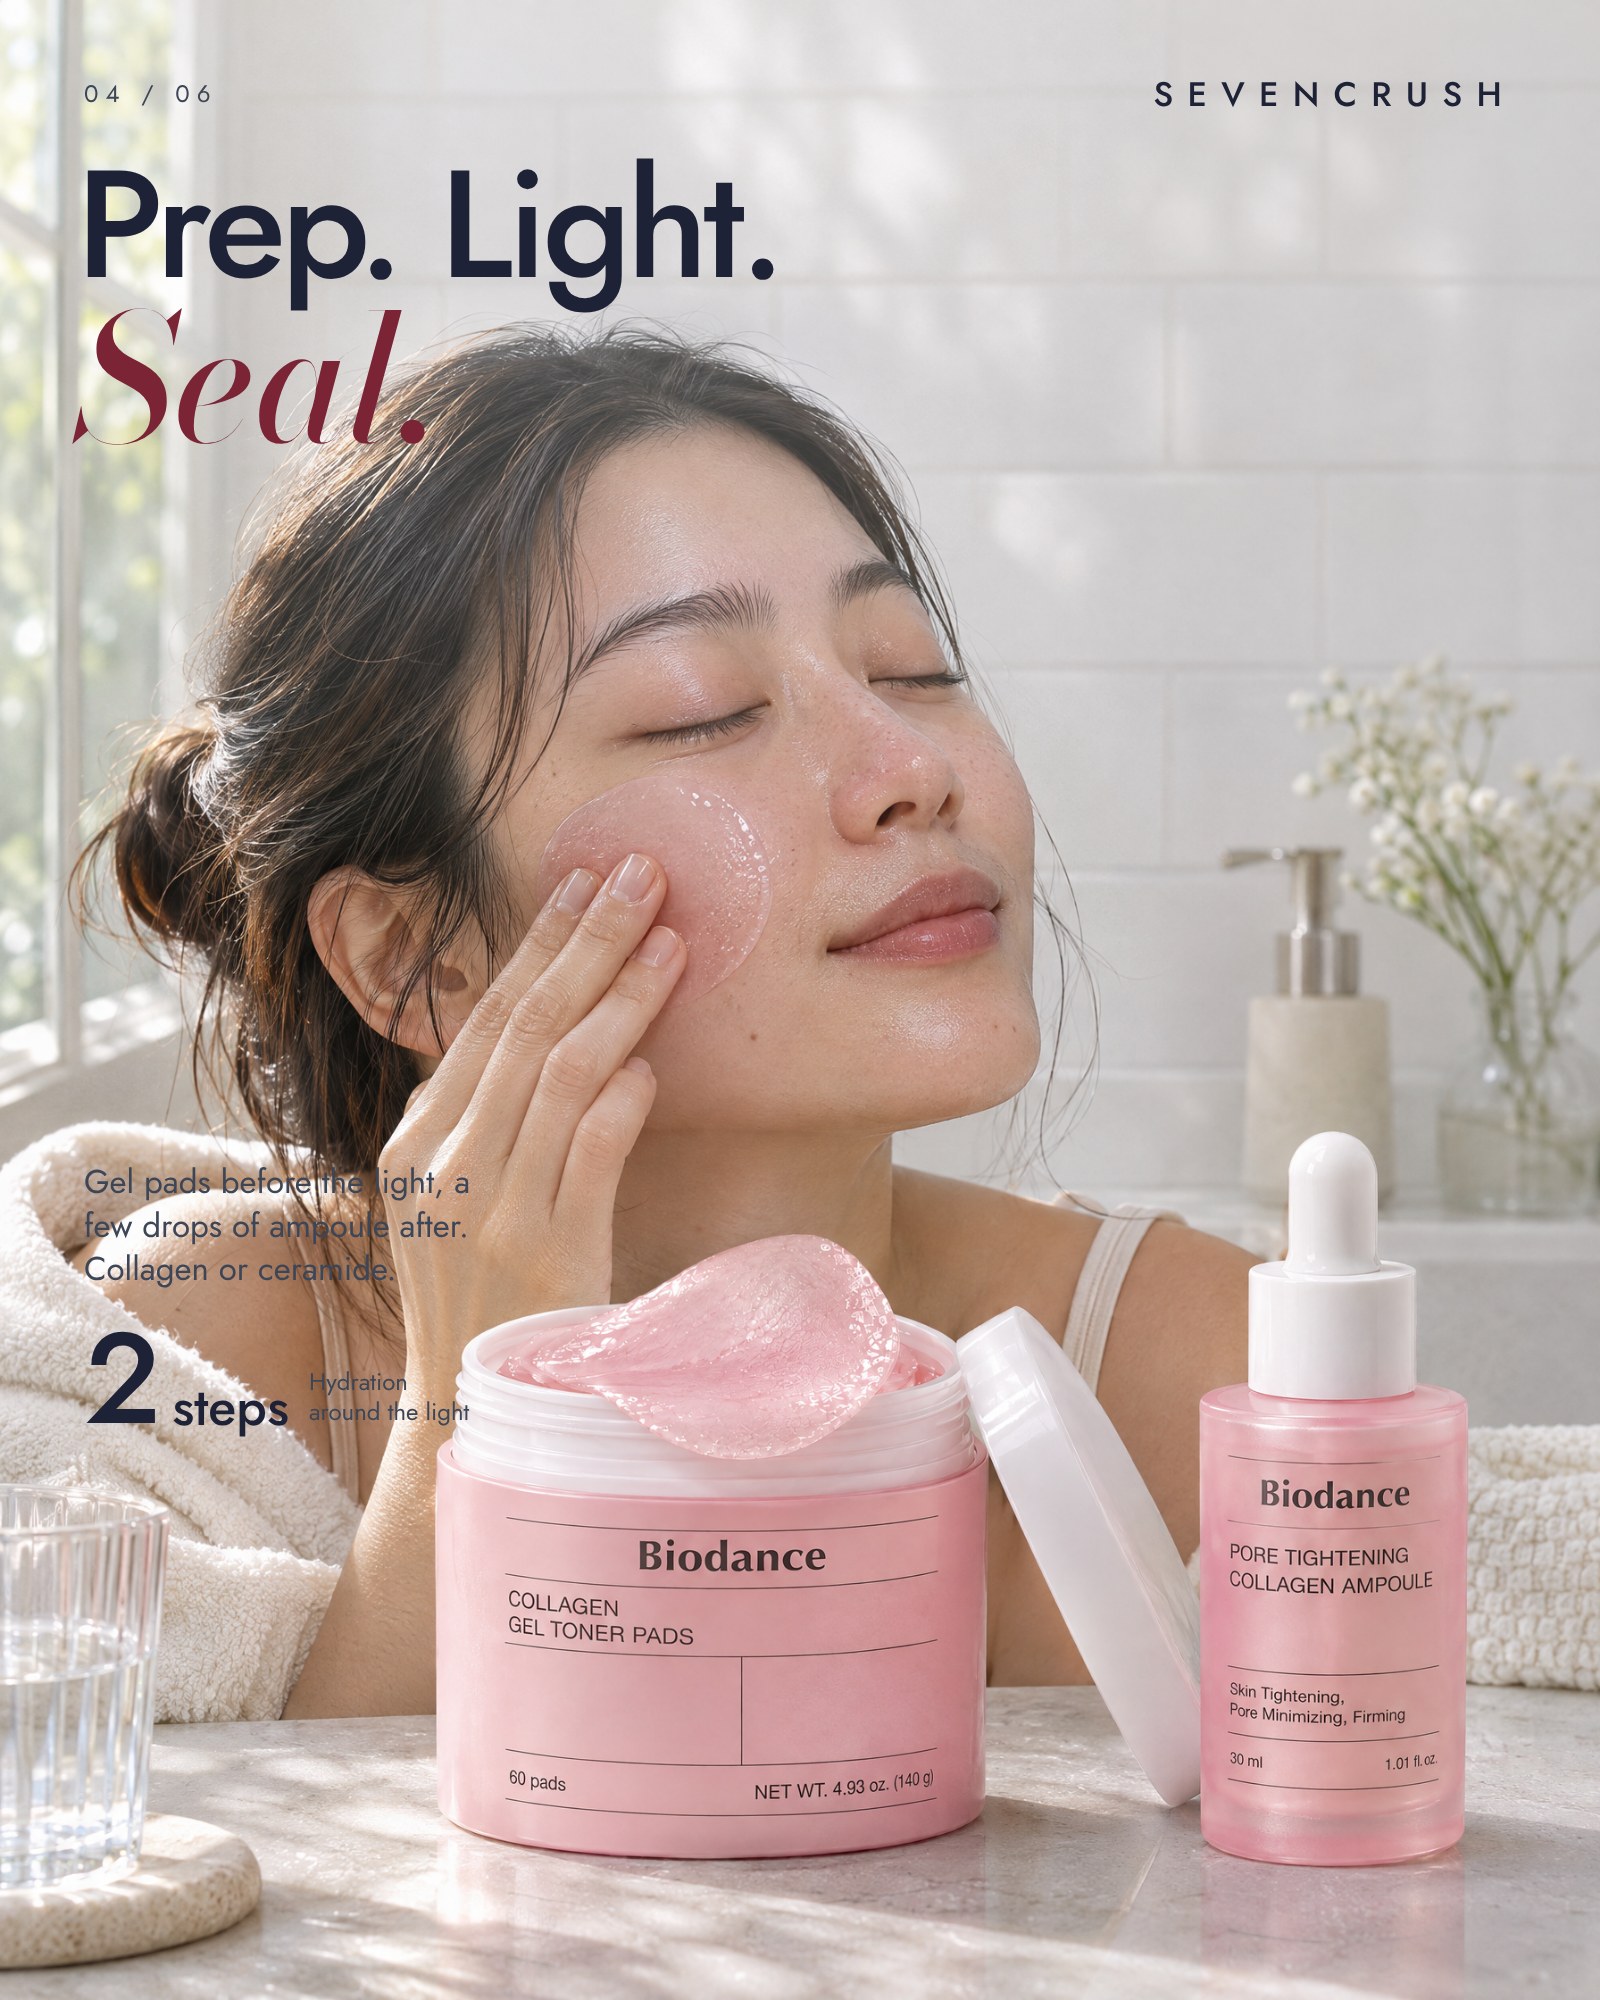 04 / 06
SEVENCRUSH
Prep. Light.
Seal.
Gel pads before the light, a
few drops of ampoule after.
Collagen or ceramide.
2 steps
Hydration
around the light
Biodance
COLLAGEN
GEL TONER PADS
60 pads
NET WT. 4.93 oz. (140 g)
Biodance
PORE TIGHTENING
COLLAGEN AMPOULE
Skin Tightening,
Pore Minimizing, Firming
30 ml
1.01 fl. oz.